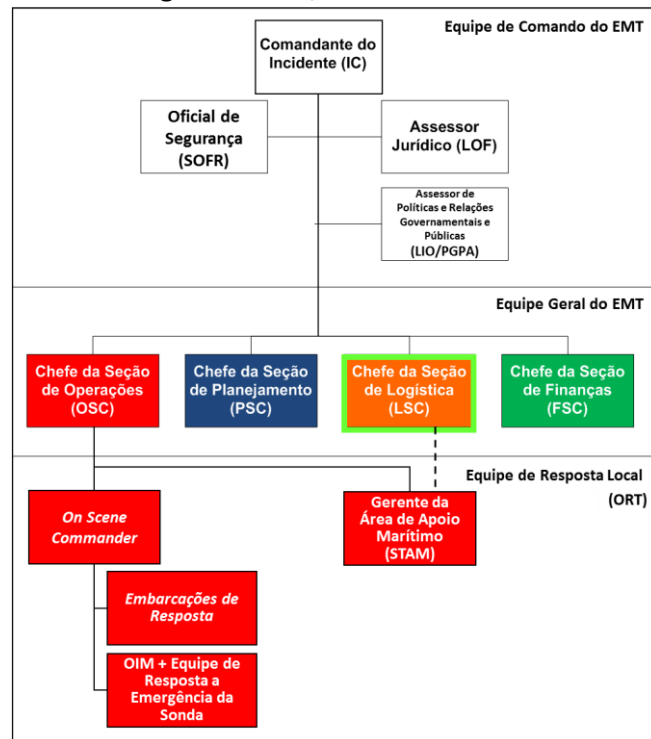 Equipe de Comando do EMT
Comandante do
Incidente (IC)
Oficial de
Segurança
(SOFR)
Assessor
Jurídico (LOF)
Assessor de
Políticas e Relações
Governamentais e
Públicas
(LIO/PGPA)
Equipe Geral do EMT
Chefe da Seção
de Operações
(OSC)
Chefe da Seção
de Planejamento
(PSC)
Chefe da Seção
de Logística
(LSC)
Chefe da Seção
de Finanças
(FSC)
Equipe de Resposta Local
(ORT)
On Scene
Commander
Gerente da
Área de Apoio
Marítimo
(STAM)
Embarcações de
Resposta
OIM + Equipe de
Resposta a
Emergência da
Sonda